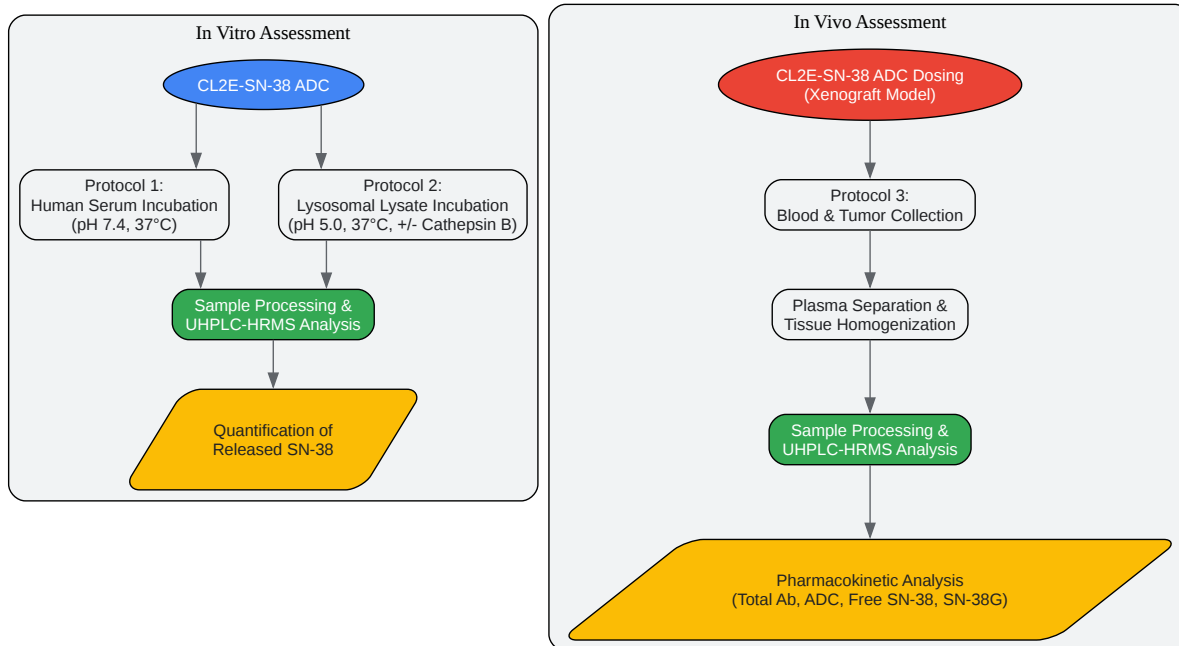 In Vitro Assessment
CL2E-SN-38 ADC
Protocol 1:
Human Serum Incubation
(pH 7.4, 37°C)
Protocol 2:
Lysosomal Lysate Incubation
(pH 5.0, 37°C, +/- Cathepsin B)
Sample Processing &
UHPLC-HRMS Analysis
Quantification of
Released SN-38
In Vivo Assessment
CL2E-SN-38 ADC Dosing
(Xenograft Model)
Protocol 3:
Blood & Tumor Collection
Plasma Separation &
Tissue Homogenization
Sample Processing &
UHPLC-HRMS Analysis
Pharmacokinetic Analysis
(Total Ab, ADC, Free SN-38, SN-38G)